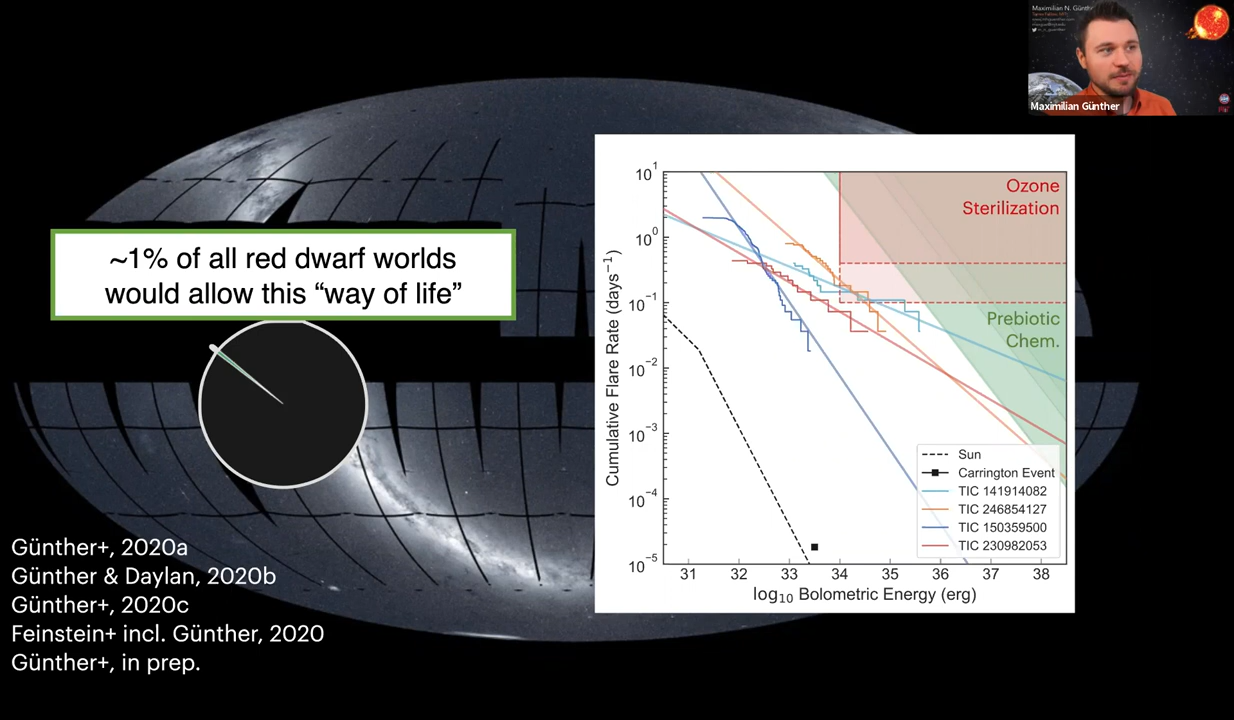 Maximilian N. Günth
Maximilian Günther
~1% of all red dwarf worlds
would allow this “way of life”
Günther+, 2020a
Günther & Daylan, 2020b
Günther+, 2020c
Feinstein+ incl. Günther, 2020
Günther+, in prep.
Cumulative Flare Rate (days⁻¹)
10¹
10⁰
10⁻¹
10⁻²
10⁻³
10⁻⁴
10⁻⁵
Ozone
Sterilization
Prebiotic
Chem.
Sun
Carrington Event
TIC 141914082
TIC 246854127
TIC 150359500
TIC 230982053
31 32 33 34 35 36 37 38
log₁₀ Bolometric Energy (erg)